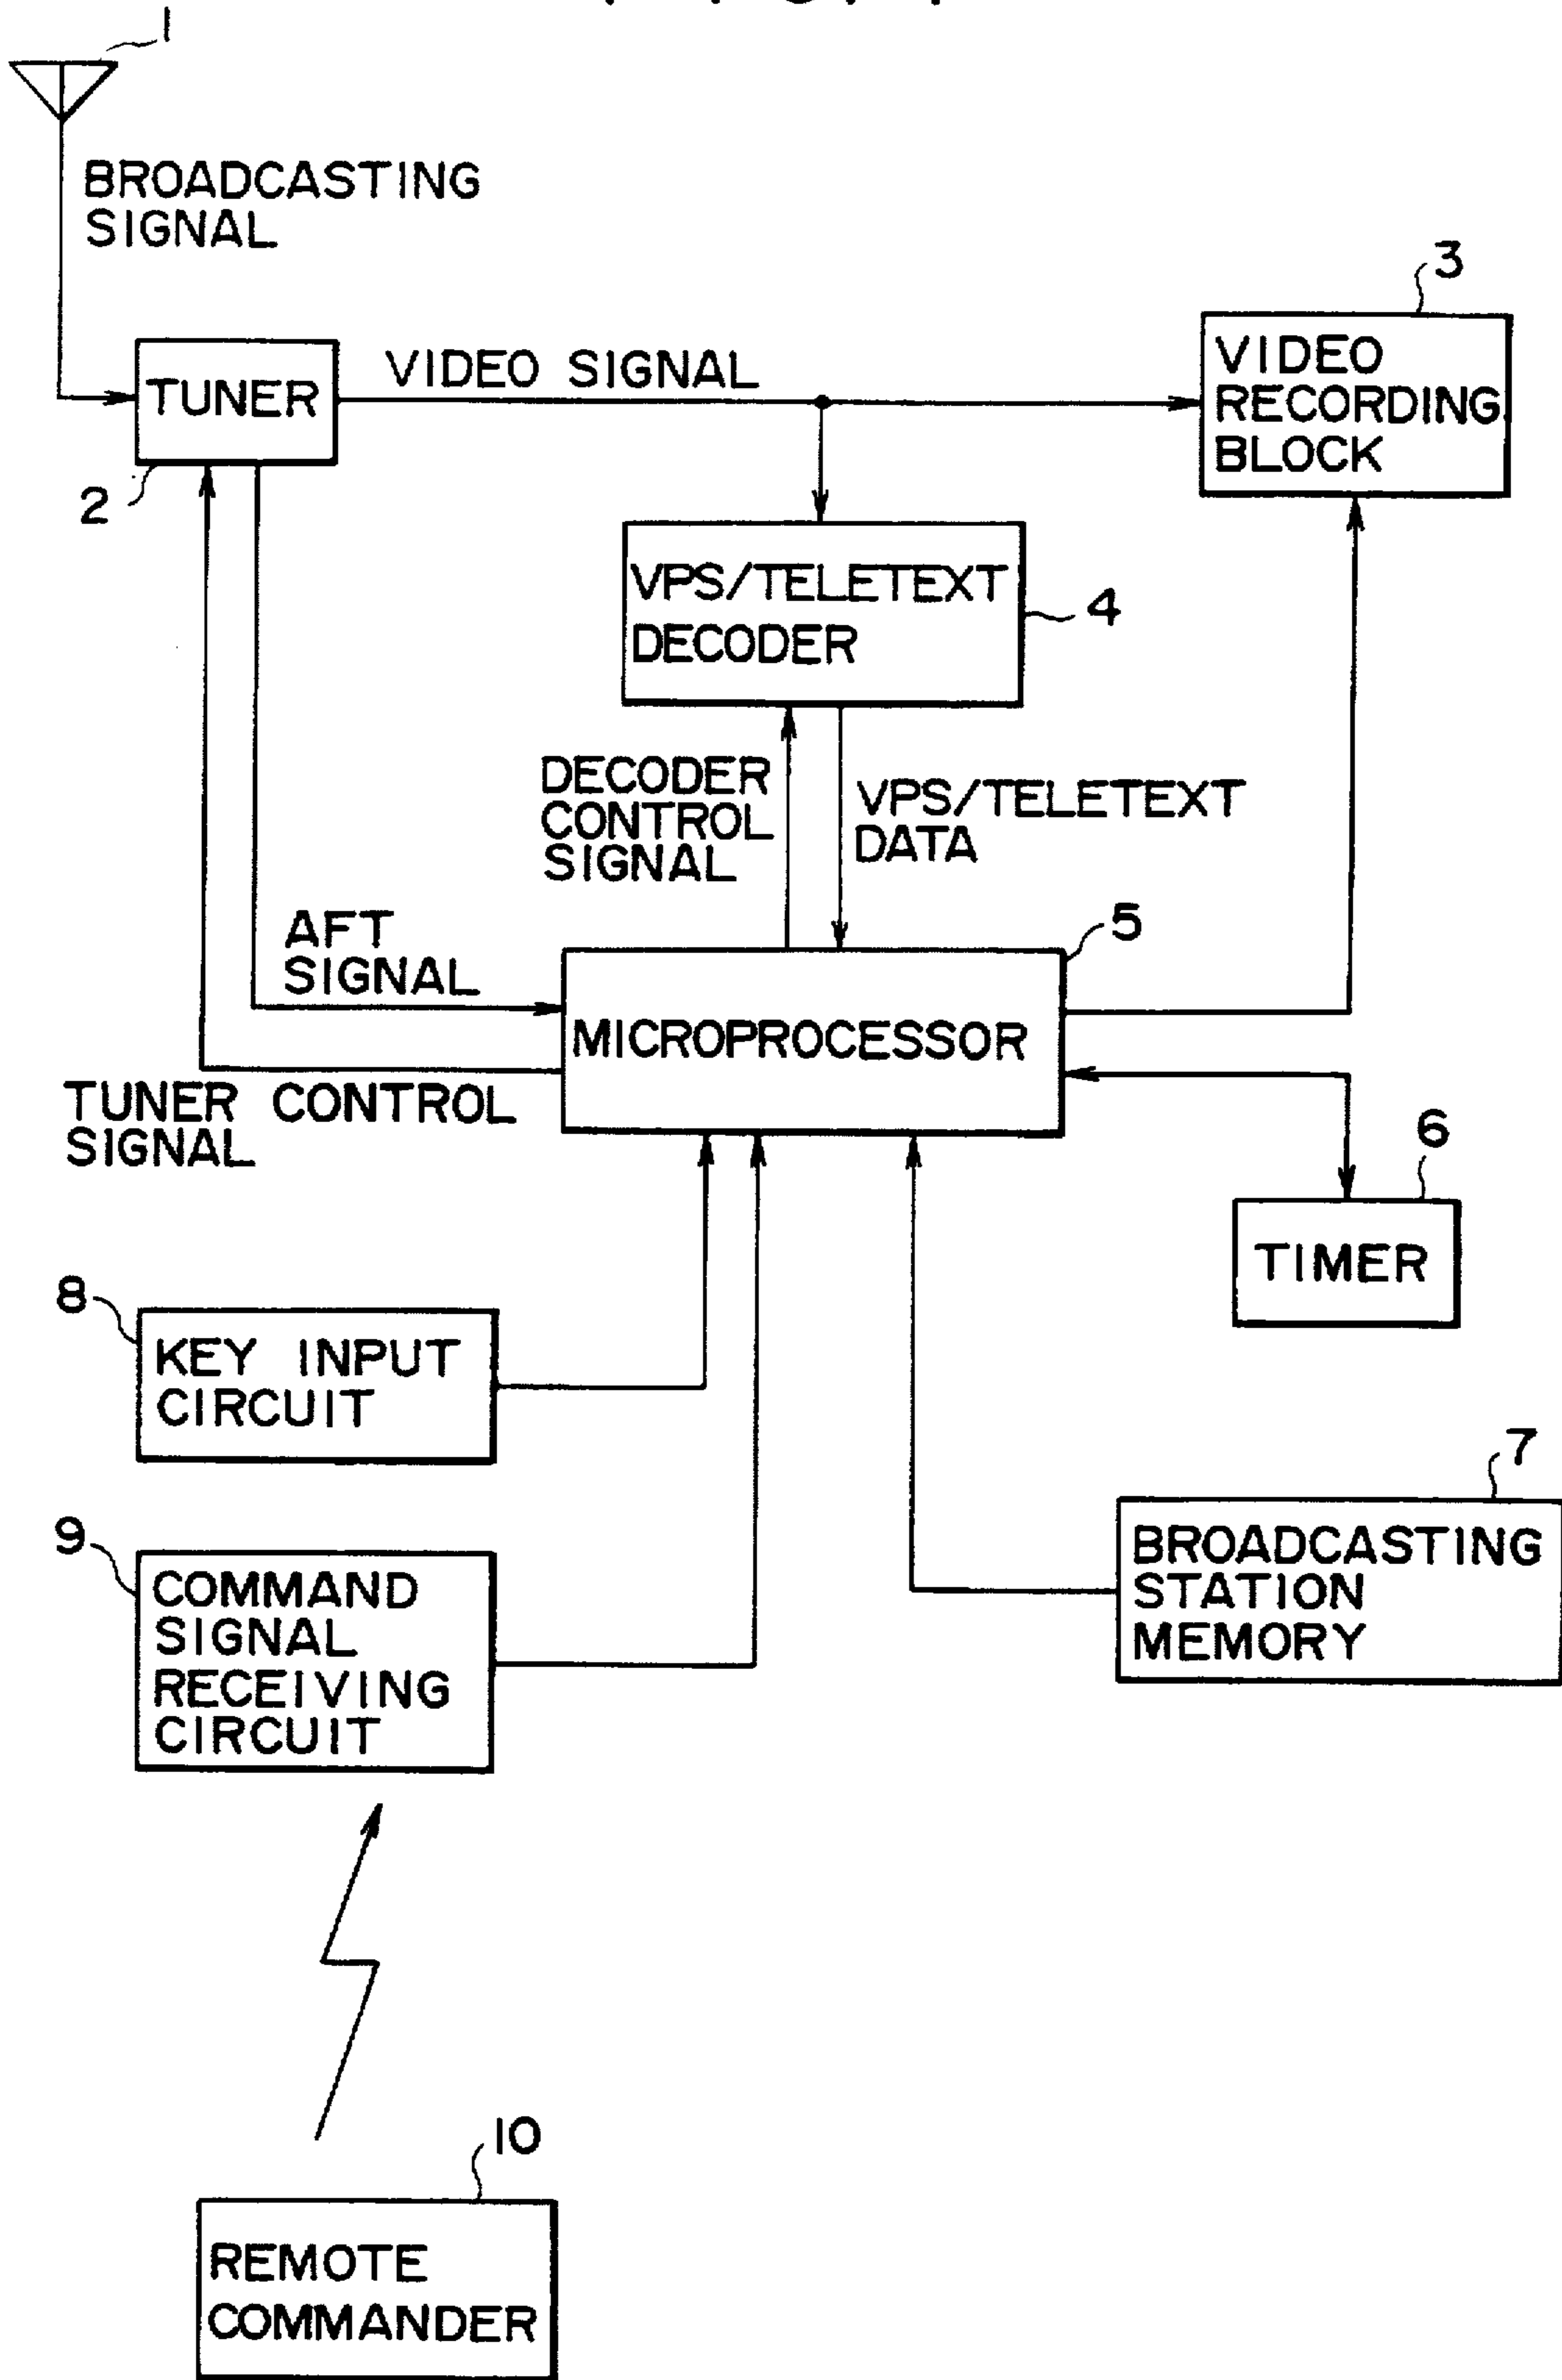 1
BROADCASTING
SIGNAL
3
TUNER
VIDEO SIGNAL
VIDEO
RECORDING
BLOCK
2
VPS/TELETEXT
DECODER
4
DECODER
CONTROL
SIGNAL
VPS/TELETEXT
DATA
AFT
SIGNAL
5
MICROPROCESSOR
TUNER CONTROL
SIGNAL
6
TIMER
8
KEY INPUT
CIRCUIT
7
BROADCASTING
STATION
MEMORY
9
COMMAND
SIGNAL
RECEIVING
CIRCUIT
10
REMOTE
COMMANDER